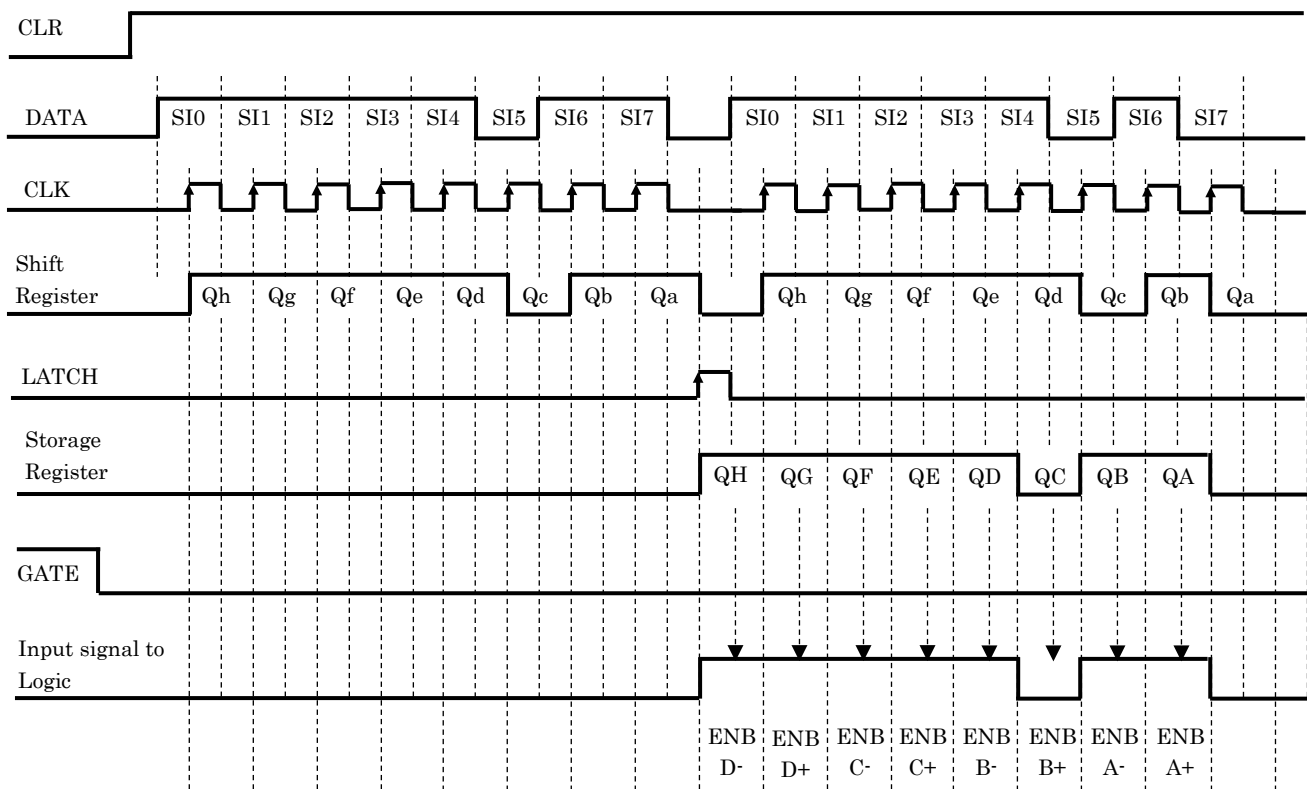 CLR
DATA SI0 SI1 SI2 SI3 SI4 SI5 SI6 SI7 SI0 SI1 SI2 SI3 SI4 SI5 SI6 SI7
CLK
Shift
Register Qh Qg Qf Qe Qd Qc Qb Qa Qh Qg Qf Qe Qd Qc Qb Qa
LATCH
Storage
Register QH QG QF QE QD QC QB QA
GATE
Input signal to
Logic
ENB ENB ENB ENB ENB ENB ENB ENB
D- D+ C- C+ B- B+ A- A+